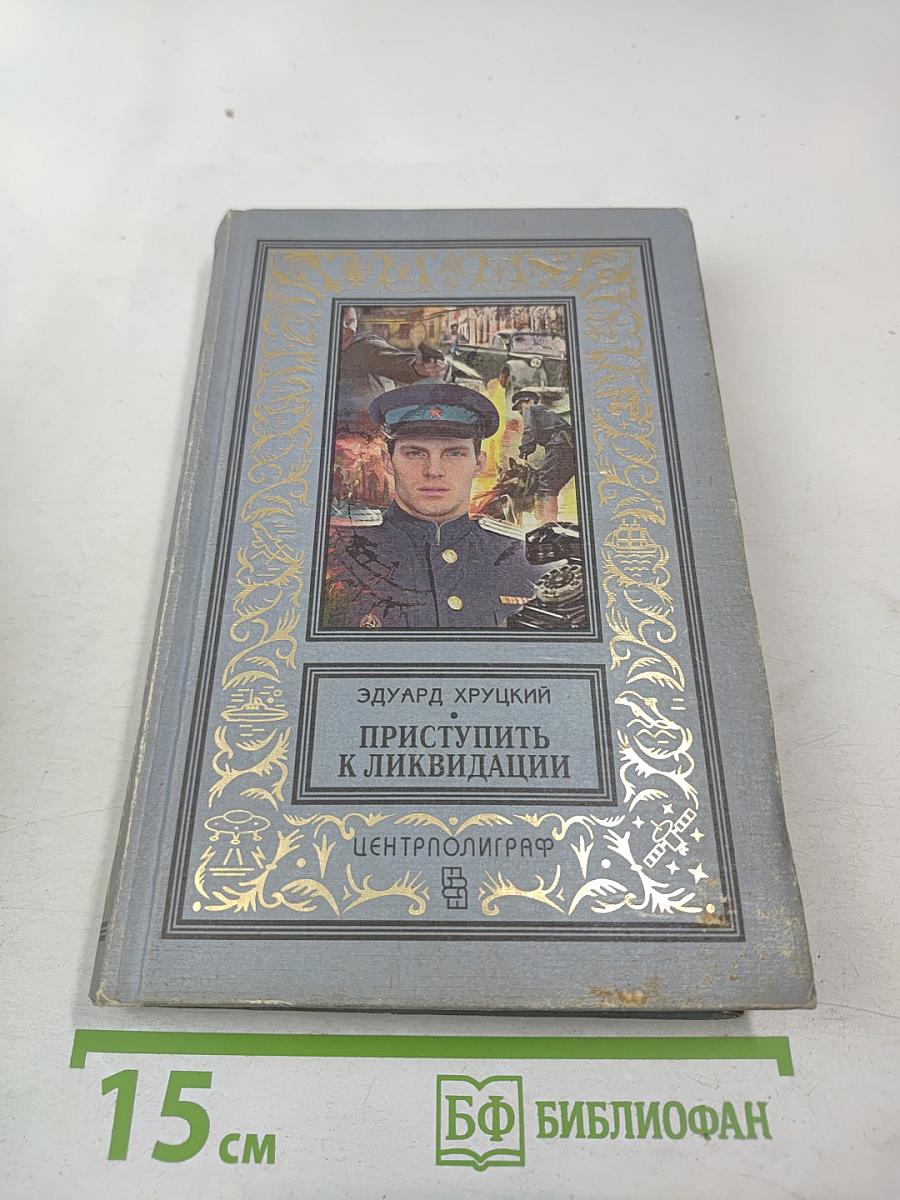 ЭДУАРД ХРУЦКИЙ
•
ПРИСТУПИТЬ
К ЛИКВИДАЦИИ
ЦЕНТРПОЛИГРАФ
15 см
БФ БИБЛИОФАН